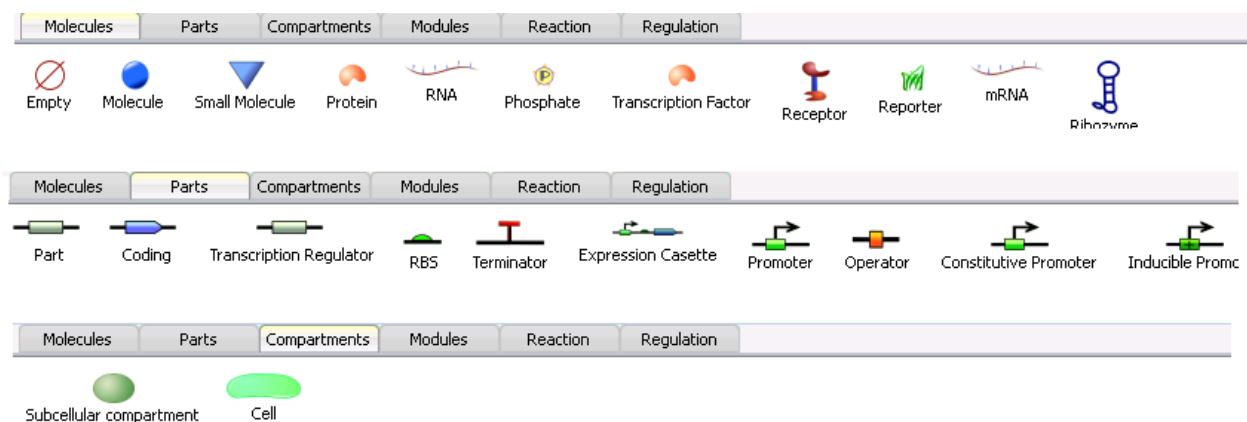 Molecules Parts Compartments Modules Reaction Regulation
P
Empty Molecule Small Molecule Protein RNA Phosphate Transcription Factor Receptor Reporter mRNA Ribozyme
Molecules Parts Compartments Modules Reaction Regulation
Part Coding Transcription Regulator RBS Terminator Expression Casette Promoter Operator Constitutive Promoter Inducible Promc
Molecules Parts Compartments Modules Reaction Regulation
Subcellular compartment Cell